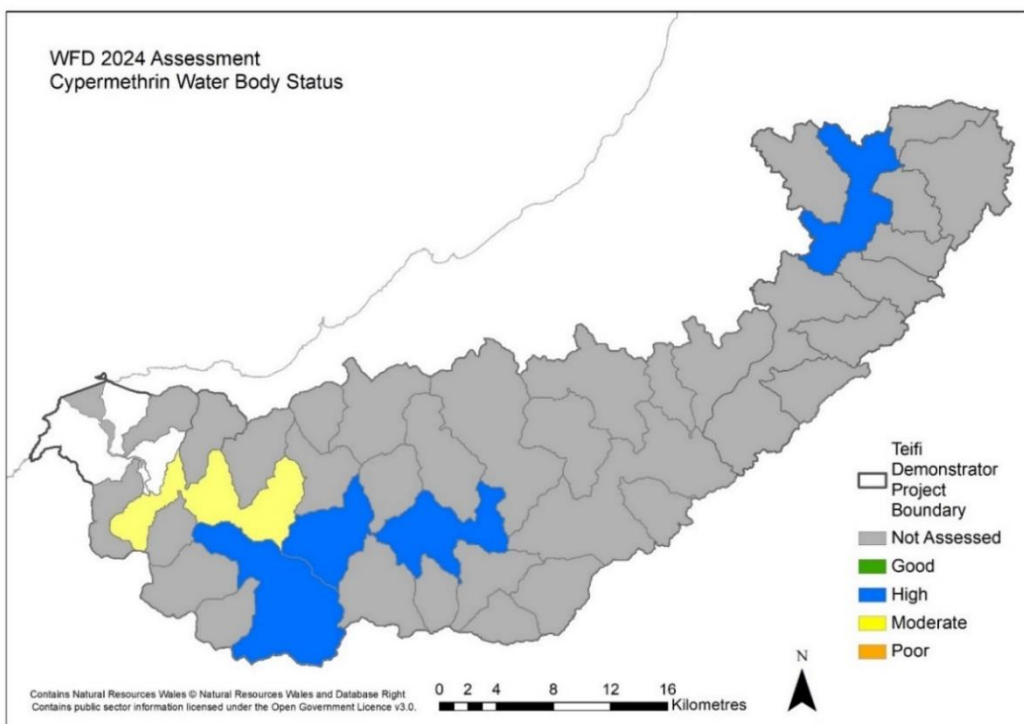 WFD 2024 Assessment
Cypermethrin Water Body Status
Teifi
Demonstrator
Project
Boundary
Not Assessed
Good
High
Moderate
Poor
N
0 2 4 8 12 16
Kilometres
Contains Natural Resources Wales © Natural Resources Wales and Database Right
Contains public sector information licensed under the Open Government Licence v3.0.